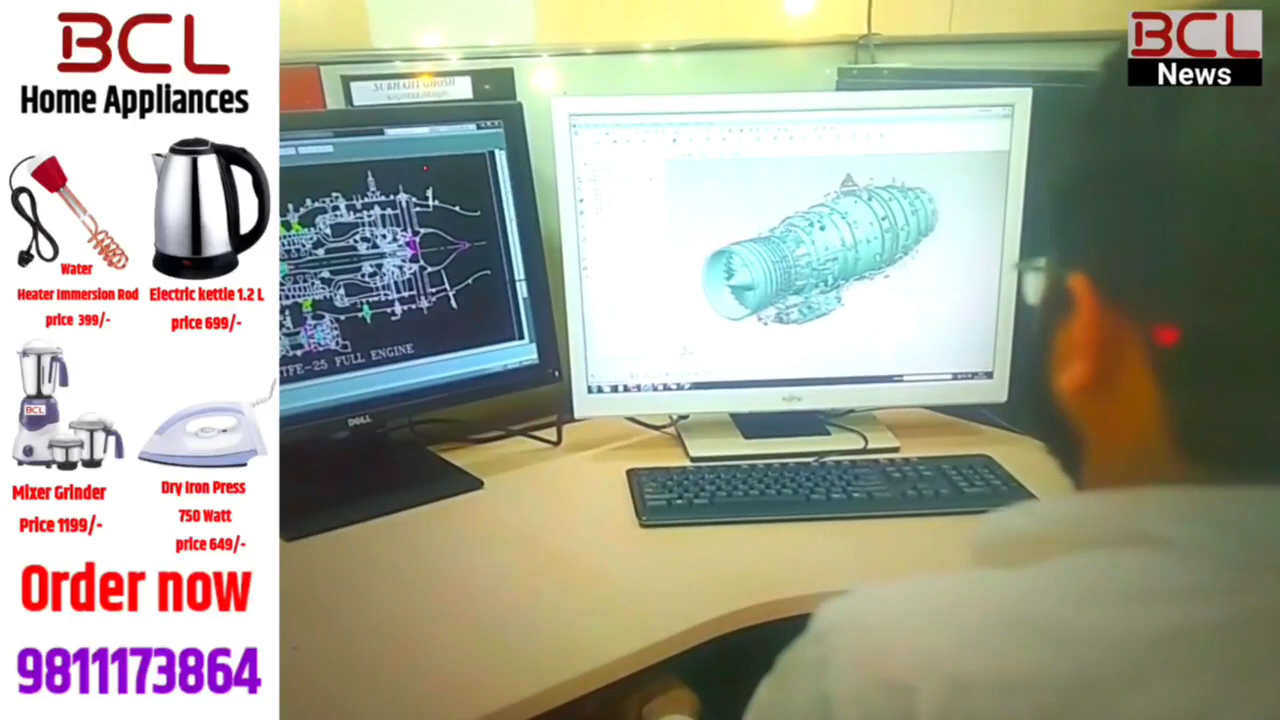 BCL
Home Appliances
Water
Heater Immersion Rod
price 399/-
Electric kettle 1.2 L
price 699/-
BCL
Mixer Grinder
Price 1199/-
Dry Iron Press
750 Watt
price 649/-
Order now
9811173864
SUBHAJIT GHOSH
TFE-25 FULL ENGINE
DELL
FUJITSU
BCL
News